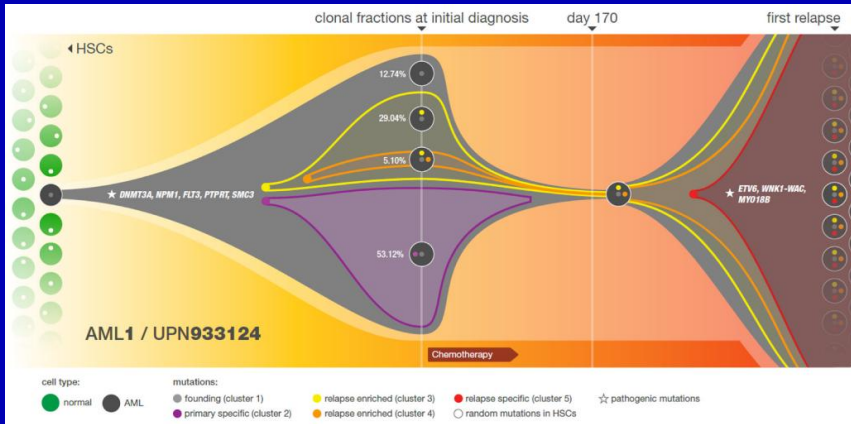 clonal fractions at initial diagnosis
day 170
first relapse
HSCs
12.74%
29.04%
5.10%
DNMT3A, NPM1, FLT3, PTPRT, SMC3
ETV6, WNK1-WAC,
MYO18B
53.12%
AML1 / UPN933124
Chemotherapy
cell type:
normal
AML
mutations:
founding (cluster 1)
primary specific (cluster 2)
relapse enriched (cluster 3)
relapse enriched (cluster 4)
relapse specific (cluster 5)
random mutations in HSCs
pathogenic mutations